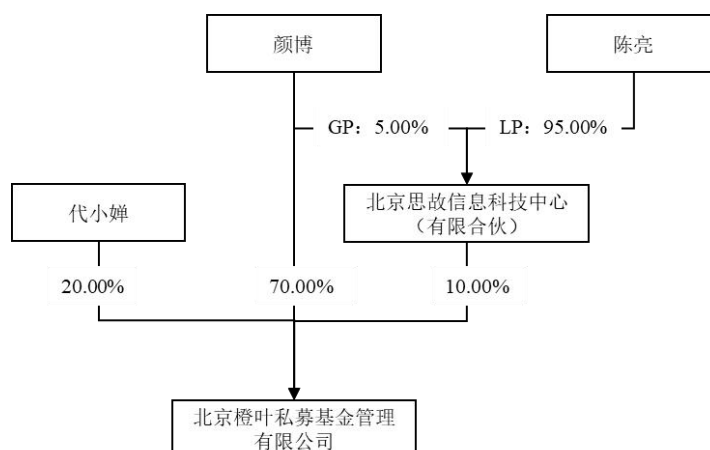 颜博
陈亮
GP：5.00%
LP：95.00%
代小婵
北京思故信息科技中心
（有限合伙）
20.00%
70.00%
10.00%
北京橙叶私募基金管理
有限公司